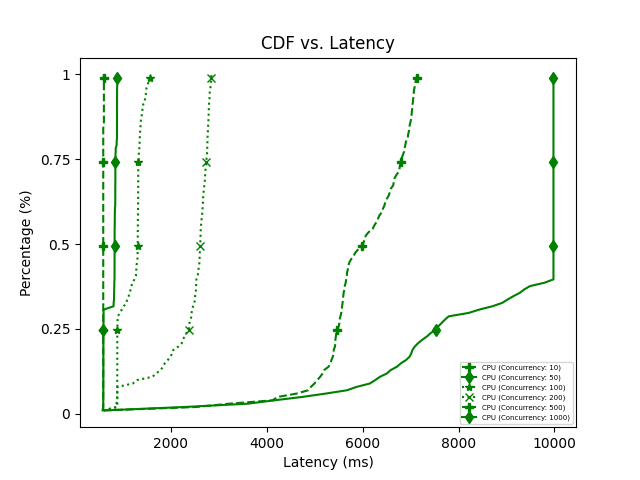 CDF vs. Latency
Percentage (%)
1
0.75
0.5
0.25
0
2000
4000
6000
8000
10000
Latency (ms)
CPU (Concurrency: 10)
CPU (Concurrency: 50)
CPU (Concurrency: 100)
CPU (Concurrency: 200)
CPU (Concurrency: 500)
CPU (Concurrency: 1000)